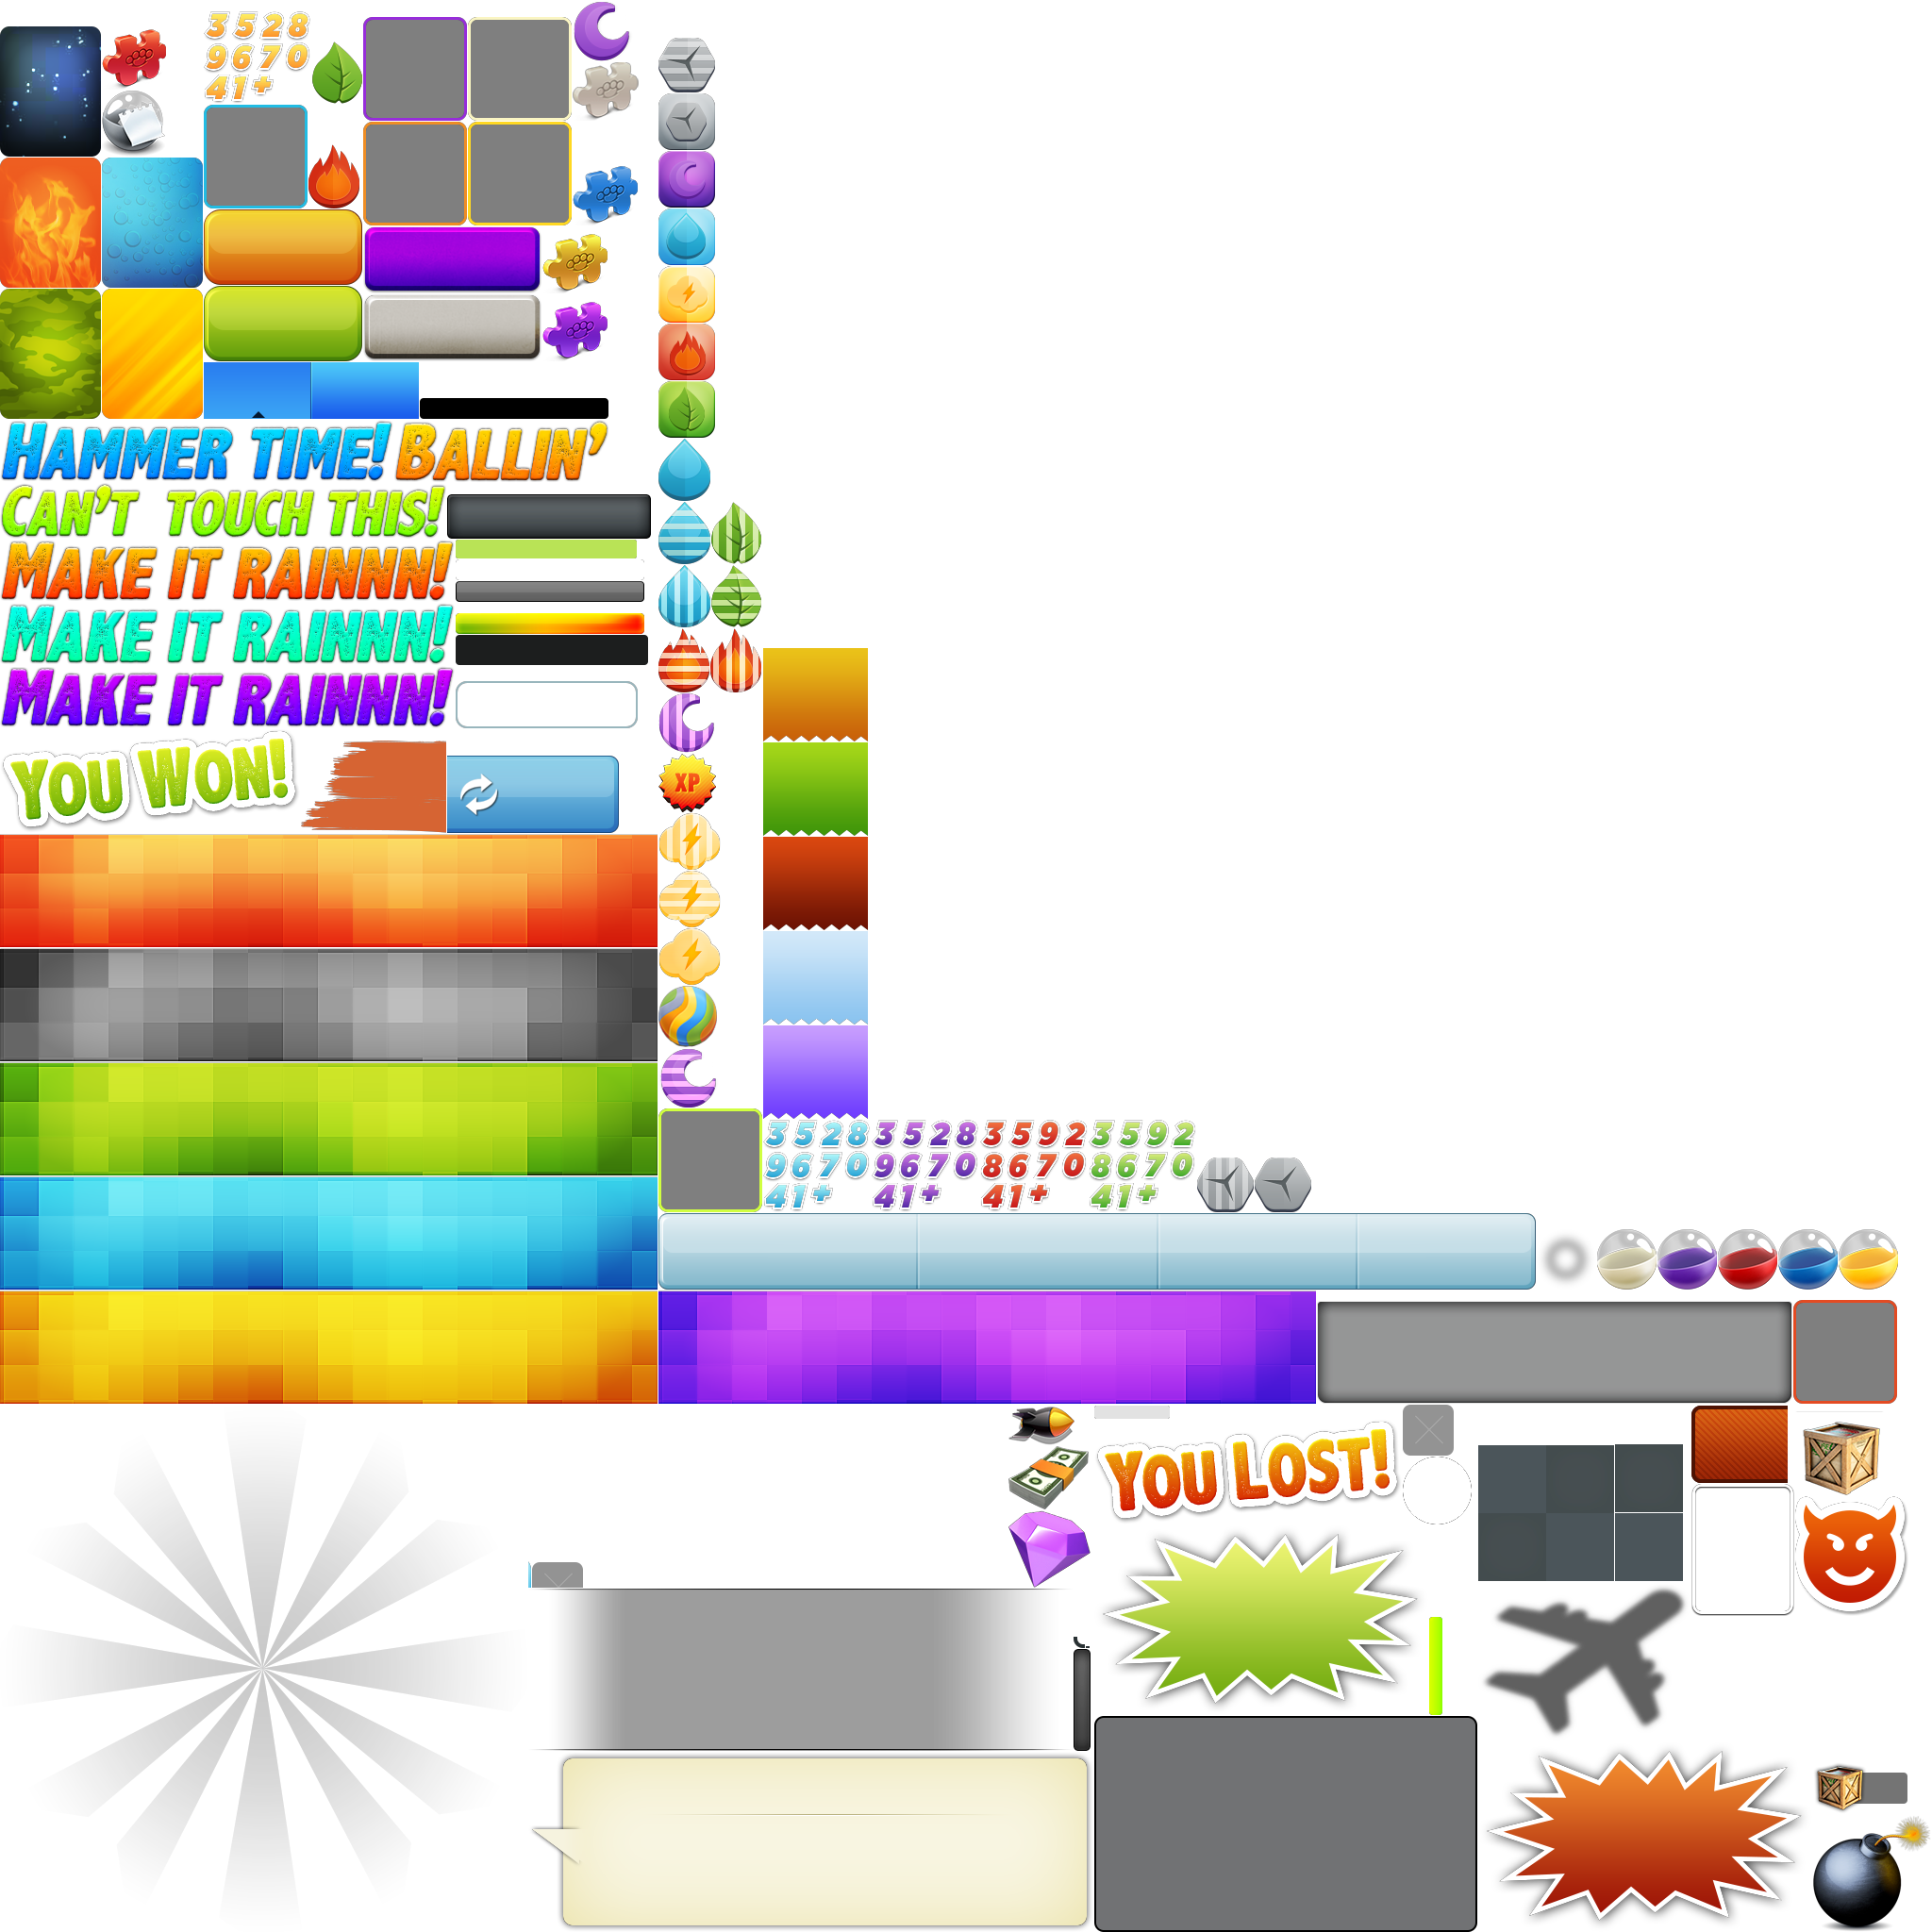 3528
9670
41+
HAMMER TIME! BALLIN'
CAN'T TOUCH THIS!
MAKE IT RAINNN!
MAKE IT RAINNN!
MAKE IT RAINNN!
YOU WON!
XP
3528 3528 3592 3592
9670 9670 8670 8670
41+ 41+ 41+ 41+
YOU LOST!